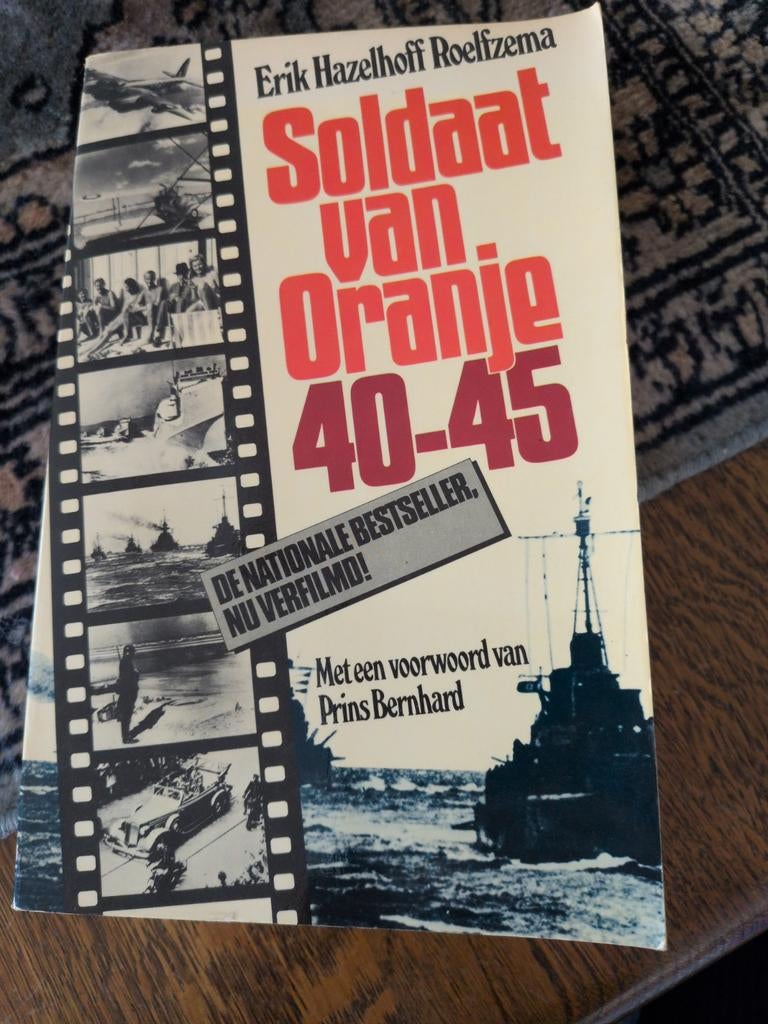 Erik Hazelhoff Roelfzema
Soldaat
van
Oranje
40-45
DE NATIONALE BESTSELLER,
NU VERFILMD!
Met een voorwoord van
Prins Bernhard